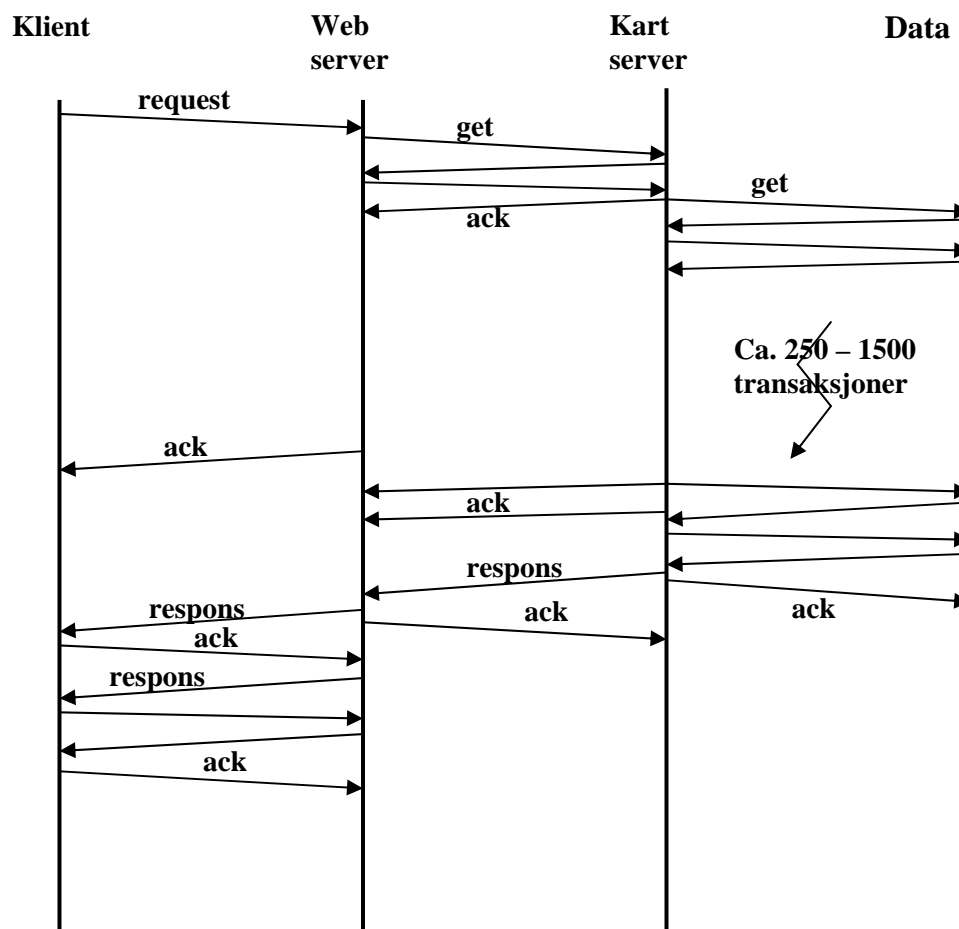 Klient
Web
server
Kart
server
Data
request
get
get
ack
Ca. 250 – 1500
transaksjoner
ack
ack
respons
respons
ack
ack
ack
respons
ack